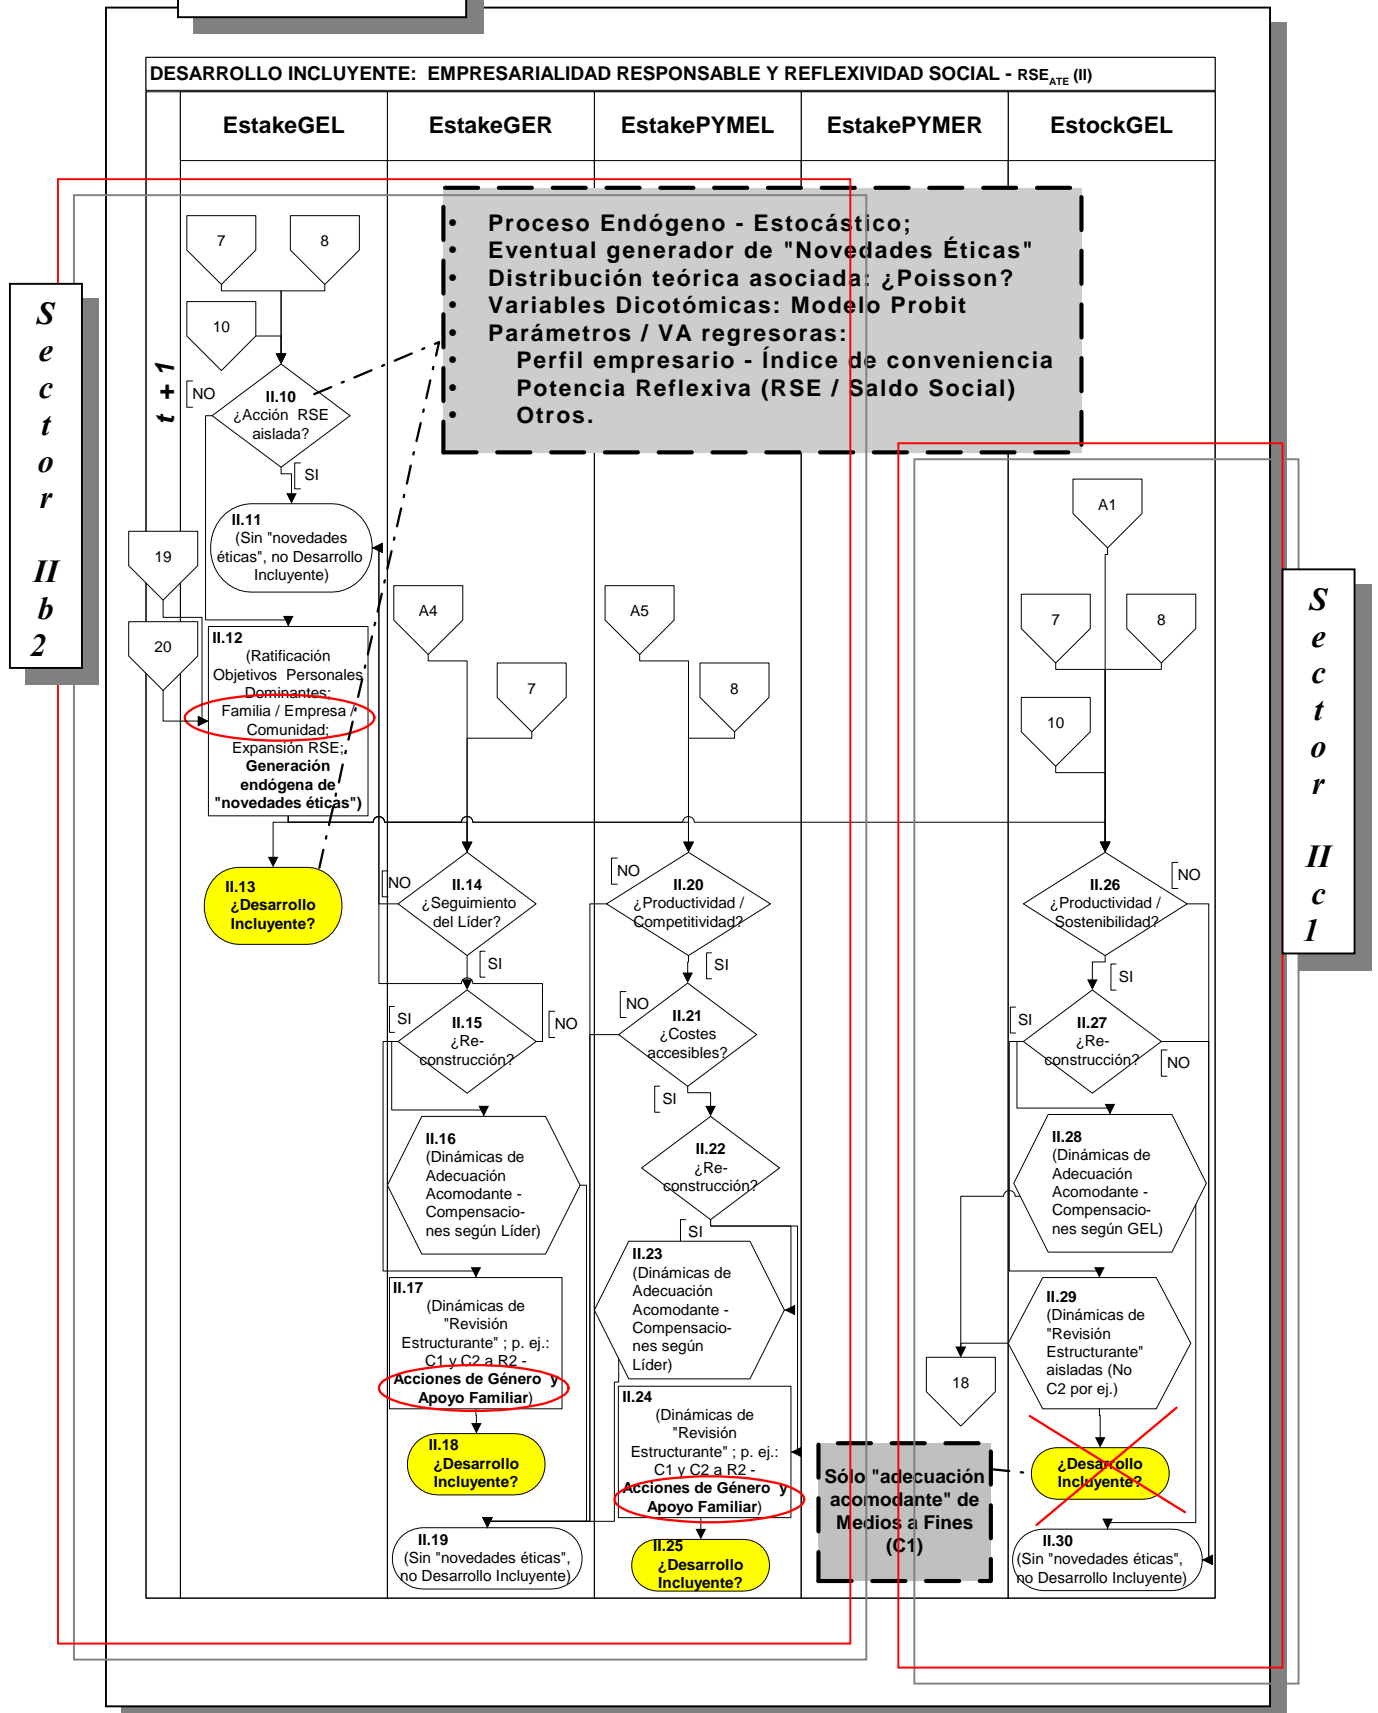 DESARROLLO INCLUYENTE: EMPRESARIALIDAD RESPONSABLE Y REFLEXIVIDAD SOCIAL - RSE ATE (II)
EstakeGEL
EstakeGER
EstakePYMEL
EstakePYMER
EstockGEL
• Proceso Endógeno - Estocástico;
• Eventual generador de "Novedades Éticas"
• Distribución teórica asociada: ¿Poisson?
• Variables Dicotómicas: Modelo Probit
• Parámetros / VA regresoras:
• Perfil empresario - Índice de conveniencia
• Potencia Reflexiva (RSE / Saldo Social)
• Otros.
Sector II b 2
t + 1
7
8
10
NO
II.10
¿Acción RSE
aislada?
SI
II.11
(Sin "novedades
éticas", no Desarrollo
Incluyente)
19
20
II.12
(Ratificación
Objetivos Personales
Dominantes:
Familia / Empresa /
Comunidad;
Expansión RSE;
Generación
endógena de
"novedades éticas")
II.13
¿Desarrollo
Incluyente?
A4
7
NO
II.14
¿Seguimiento
del Líder?
SI
SI
II.15
¿Re-
construcción?
NO
II.16
(Dinámicas de
Adecuación
Acomodante -
Compensacio-
nes según Líder)
II.17
(Dinámicas de
"Revisión
Estructurante" ; p. ej.:
C1 y C2 a R2 -
Acciones de Género y
Apoyo Familiar)
II.18
¿Desarrollo
Incluyente?
II.19
(Sin "novedades éticas",
no Desarrollo Incluyente)
A5
8
NO
II.20
¿Productividad /
Competitividad?
SI
NO
II.21
¿Costes
accesibles?
SI
II.22
¿Re-
construcción?
SI
II.23
(Dinámicas de
Adecuación
Acomodante -
Compensacio-
nes según
Líder)
II.24
(Dinámicas de
"Revisión
Estructurante" ; p. ej.:
C1 y C2 a R2 -
Acciones de Género y
Apoyo Familiar)
II.25
¿Desarrollo
Incluyente?
Sólo "adecuación
acomodante" de
Medios a Fines
(C1)
18
A1
7
8
10
NO
II.26
¿Productividad /
Sostenibilidad?
SI
SI
II.27
¿Re-
construcción?
NO
II.28
(Dinámicas de
Adecuación
Acomodante -
Compensacio-
nes según GEL)
II.29
(Dinámicas de
"Revisión
Estructurante"
aisladas (No
C2 por ej.)
¿Desarrollo
Incluyente?
II.30
(Sin "novedades éticas",
no Desarrollo Incluyente)
Sector II c 1